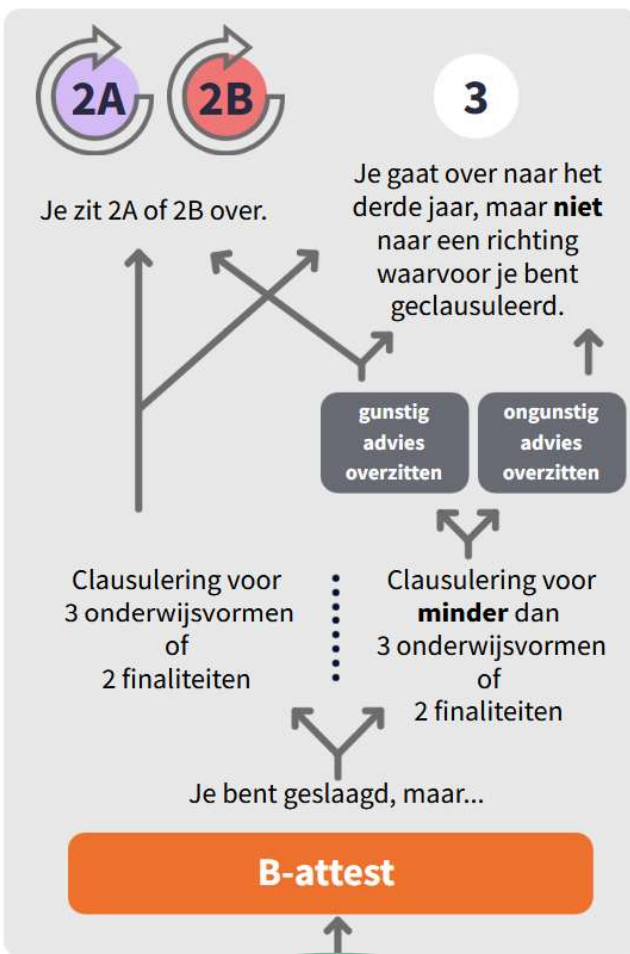 2A
2B
3
Je zit 2A of 2B over.
Je gaat over naar het
derde jaar, maar niet
naar een richting
waarvoor je bent
geclausuleerd.
gunstig
advies
overzitten
ongunstig
advies
overzitten
Clausulering voor
3 onderwijsvormen
of
2 finaliteiten
Clausulering voor
minder dan
3 onderwijsvormen
of
2 finaliteiten
Je bent geslaagd, maar...
B-attest